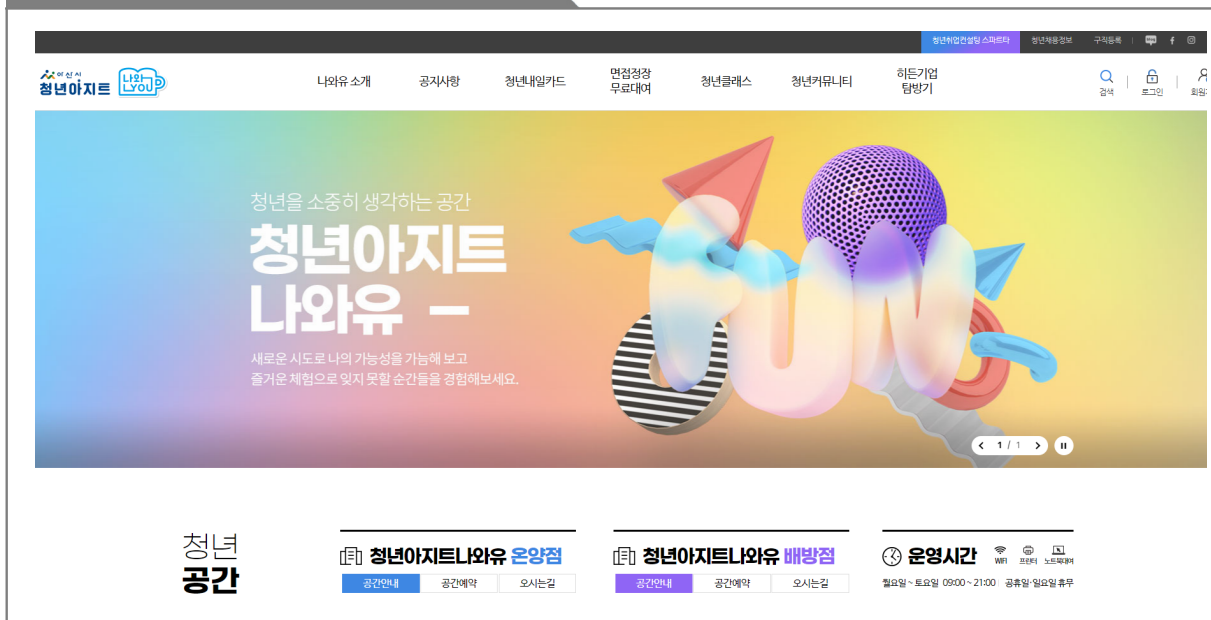 청년취업컨설팅 스파르타 청년채용정보 구직등록
아산시
청년아지트 나와YOU
나와유 소개 공지사항 청년내일카드 면접정장 무료대여 청년클래스 청년커뮤니티 히든기업 탐방기
검색 로그인
청년을 소중히 생각하는 공간
청년아지트
나와유 –
새로운 시도로 나의 가능성을 가늠해 보고
즐거운 체험으로 잊지 못할 순간들을 경험해보세요.
FUN
1 / 1
청년
공간
청년아지트나와유 온양점
공간안내 공간예약 오시는길
청년아지트나와유 배방점
공간안내 공간예약 오시는길
운영시간 WIFI 프린터 노트북대여
월요일 ~ 토요일 09:00 ~ 21:00 공휴일·일요일 휴무